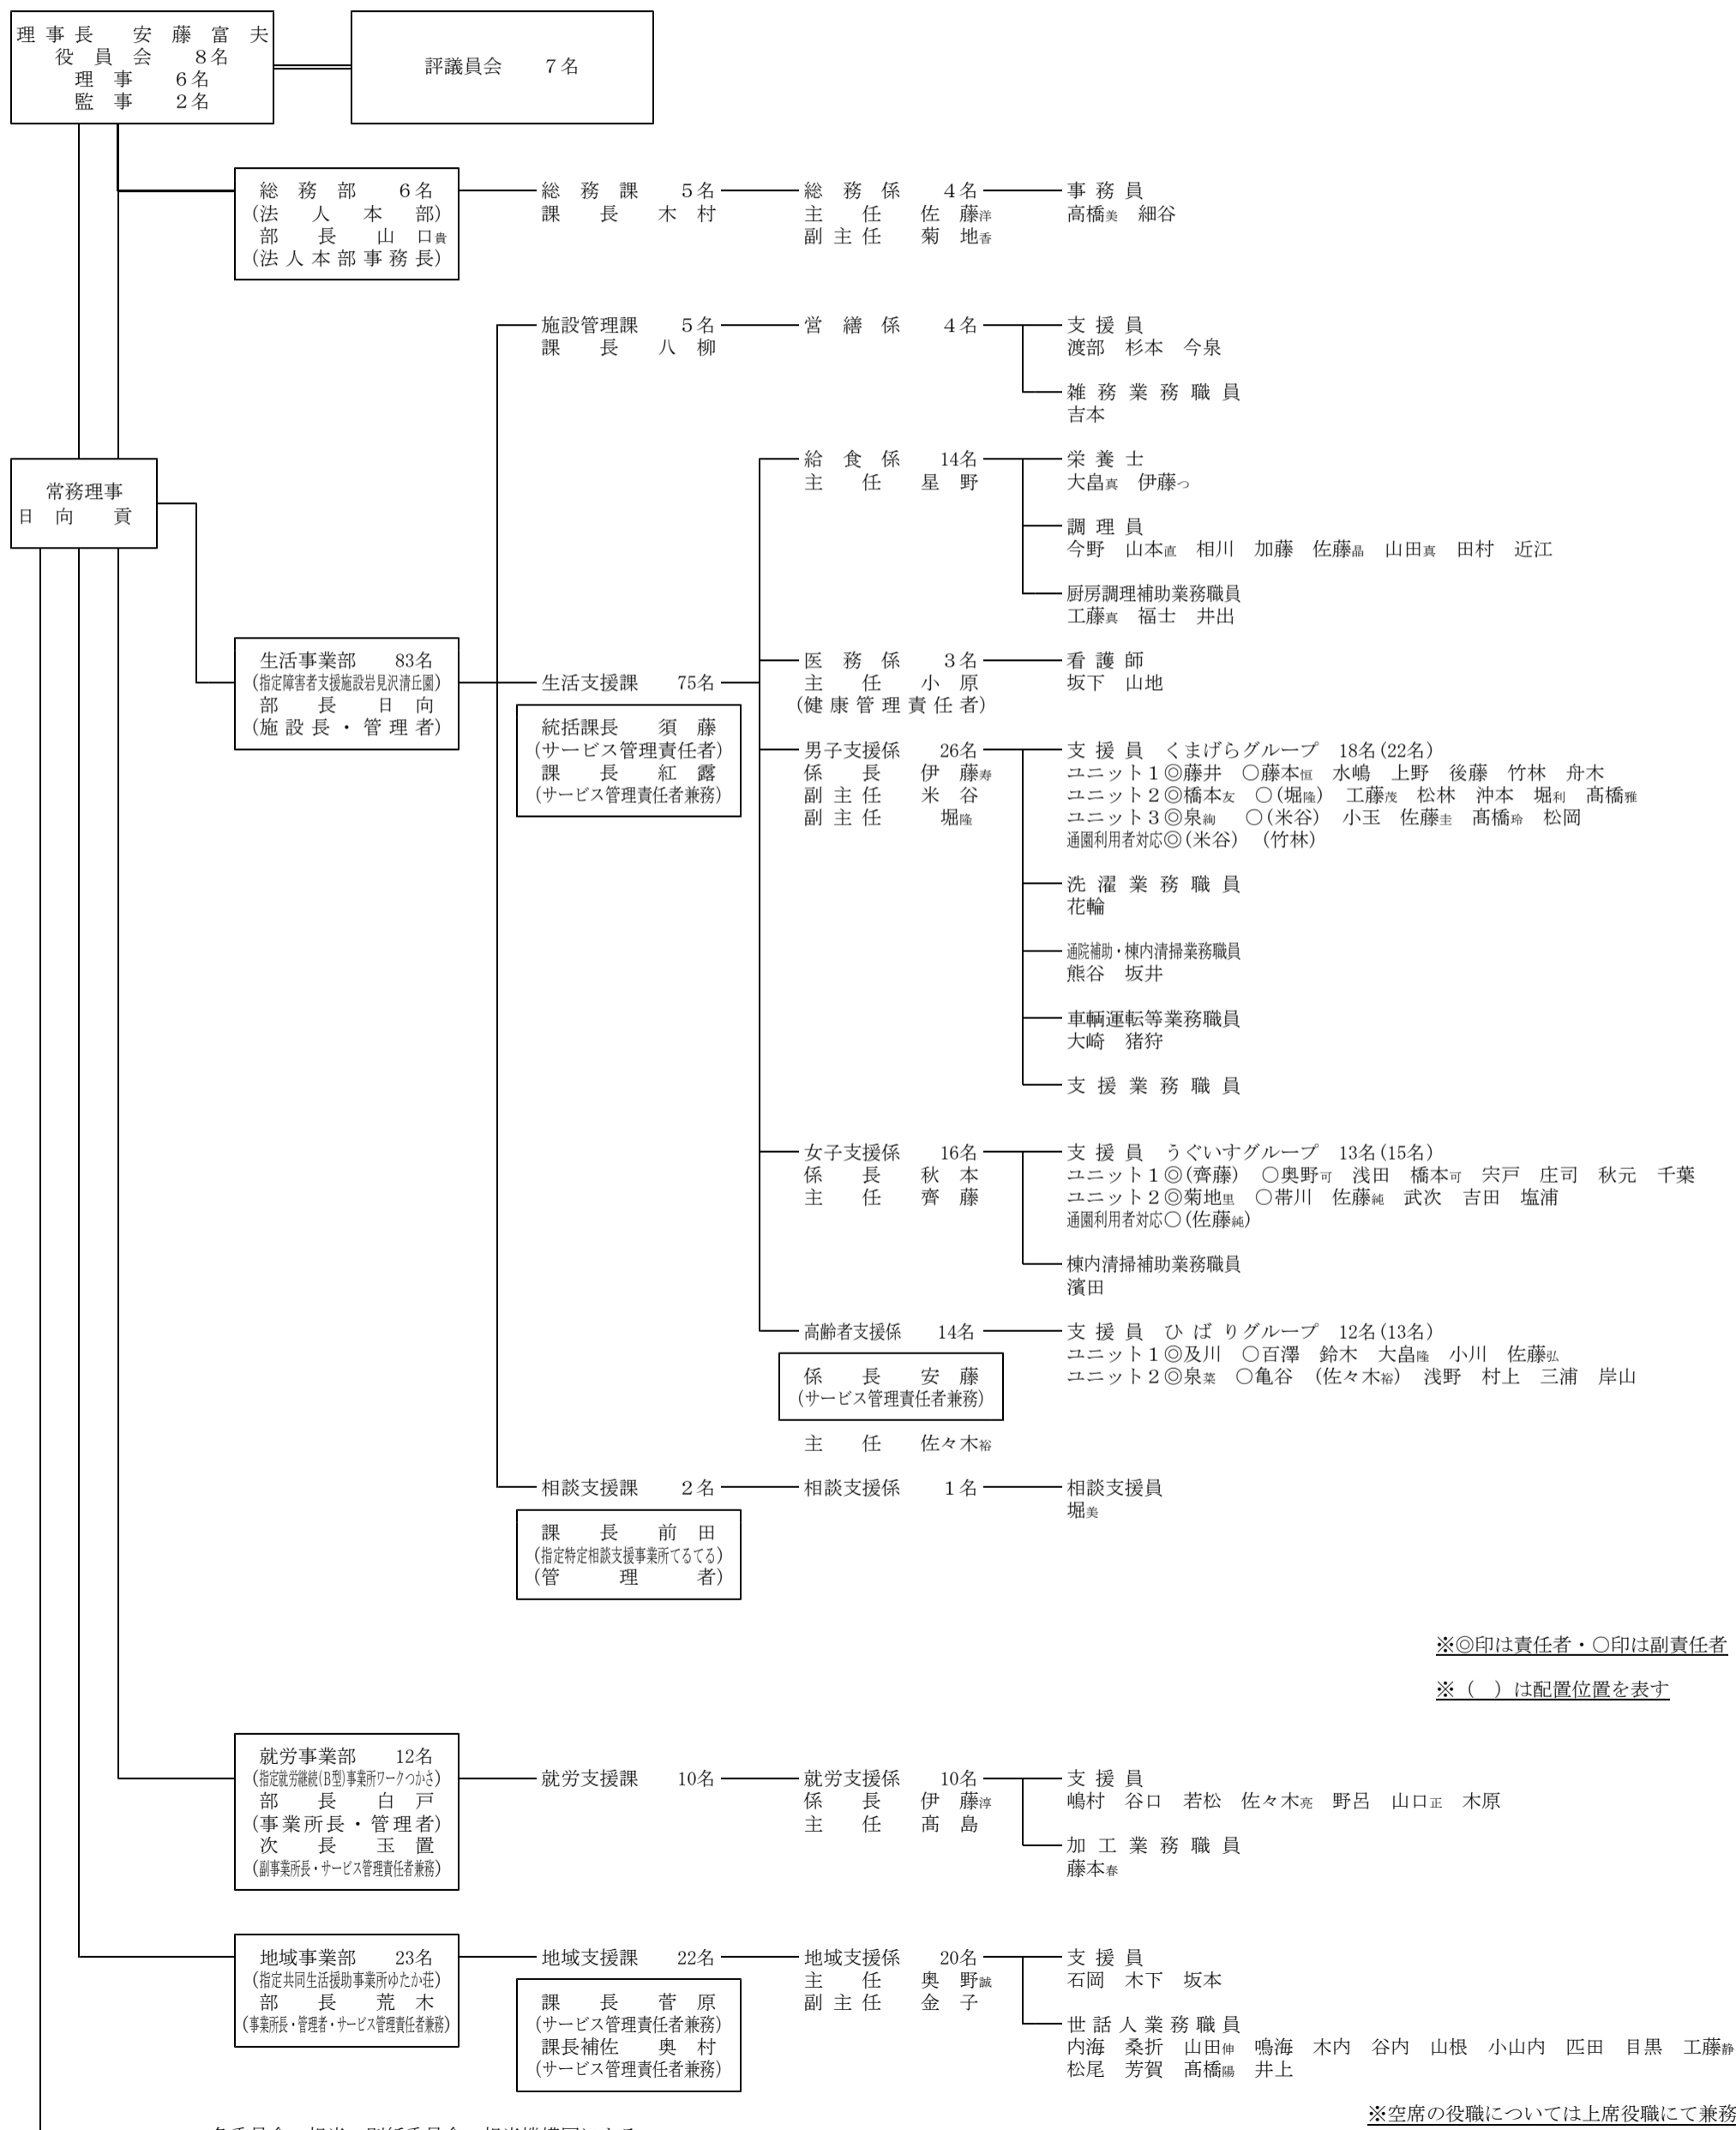 理事長　安藤富夫
役員会　８名
理事　６名
監事　２名
評議員会　７名
総務部　６名
(法人本部)
部長　山口貴
(法人本部事務長)
総務課　５名
課長　木村
総務係　４名
主任　佐藤洋
副主任　菊地香
事務員
高橋美　細谷
施設管理課　５名
課長　八柳
営繕係　４名
支援員
渡部　杉本　今泉
雑務業務職員
吉本
常務理事
日向　貢
給食係　14名
主任　星野
栄養士
大畠真　伊藤つ
調理員
今野　山本直　相川　加藤　佐藤晶　山田真　田村　近江
厨房調理補助業務職員
工藤真　福士　井出
生活事業部　83名
(指定障害者支援施設岩見沢清丘園)
部長　日向
(施設長・管理者)
生活支援課　75名
統括課長　須藤
(サービス管理責任者)
課長　紅露
(サービス管理責任者兼務)
医務係　３名
主任　小原
(健康管理責任者)
看護師
坂下　山地
男子支援係　26名
係長　伊藤寿
副主任　米谷
副主任　堀隆
支援員　くまげらグループ　18名(22名)
ユニット１◎藤井　○藤本恒　水嶋　上野　後藤　竹林　舟木
ユニット２◎橋本友　○(堀隆)　工藤茂　松林　沖本　堀利　髙橋雅
ユニット３◎泉絢　○(米谷)　小玉　佐藤圭　髙橋玲　松岡
通園利用者対応◎(米谷)　(竹林)
洗濯業務職員
花輪
通院補助・棟内清掃業務職員
熊谷　坂井
車輌運転等業務職員
大崎　猪狩
支援業務職員
女子支援係　16名
係長　秋本
主任　齊藤
支援員　うぐいすグループ　13名(15名)
ユニット１◎(齊藤)　○奥野可　浅田　橋本可　宍戸　庄司　秋元　千葉
ユニット２◎菊地里　○帯川　佐藤純　武次　吉田　塩浦
通園利用者対応○(佐藤純)
棟内清掃補助業務職員
濱田
高齢者支援係　14名
係長　安藤
(サービス管理責任者兼務)
主任　佐々木裕
支援員　ひばりグループ　12名(13名)
ユニット１◎及川　○百澤　鈴木　大畠隆　小川　佐藤弘
ユニット２◎泉菜　○亀谷　(佐々木裕)　浅野　村上　三浦　岸山
相談支援課　２名
課長　前田
(指定特定相談支援事業所てるてる)
(管理者)
相談支援係　１名
相談支援員
堀美
※◎印は責任者・○印は副責任者
※（　）は配置位置を表す
就労事業部　12名
(指定就労継続(B型)事業所ワークつかさ)
部長　白戸
(事業所長・管理者)
次長　玉置
(副事業所長・サービス管理責任者兼務)
就労支援課　10名
就労支援係　10名
係長　伊藤淳
主任　髙島
支援員
嶋村　谷口　若松　佐々木亮　野呂　山口正　木原
加工業務職員
藤本春
地域事業部　23名
(指定共同生活援助事業所ゆたか荘)
部長　荒木
(事業所長・管理者・サービス管理責任者兼務)
地域支援課　22名
課長　菅原
(サービス管理責任者兼務)
課長補佐　奥村
(サービス管理責任者兼務)
地域支援係　20名
主任　奥野誠
副主任　金子
支援員
石岡　木下　坂本
世話人業務職員
内海　桑折　山田伸　鳴海　木内　谷内　山根　小山内　匹田　目黒　工藤静
松尾　芳賀　髙橋陽　井上
※空席の役職については上席役職にて兼務